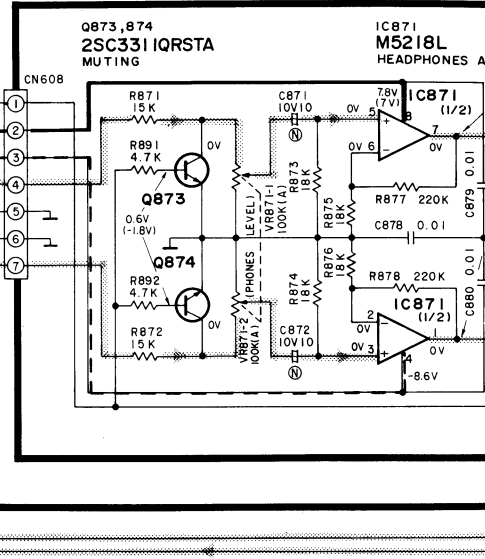 Q873,874
2SC3311QRSTA
MUTING
IC871
M5218L
HEADPHONES A
CN608
1
2
3
4
5
6
7
R871
15K
R891
4.7K
0V
Q873
0.6V
(-1.8V)
Q874
R892
4.7K
0V
R872
15K
VR871-1
100K(A)
(PHONES LEVEL)
VR871-2
100K(A)
C871
10V10
N
R873
18K
R875
18K
R874
18K
R876
18K
C872
10V10
N
7.8V
(7V)
IC871
(1/2)
0V
5
+
8
7
0V
0V
6
-
R877 220K
C878 0.01
0.01
C879
R878 220K
0.01
C880
IC871
(1/2)
2
-
0V
1
0V
0V
3
+
4
-8.6V